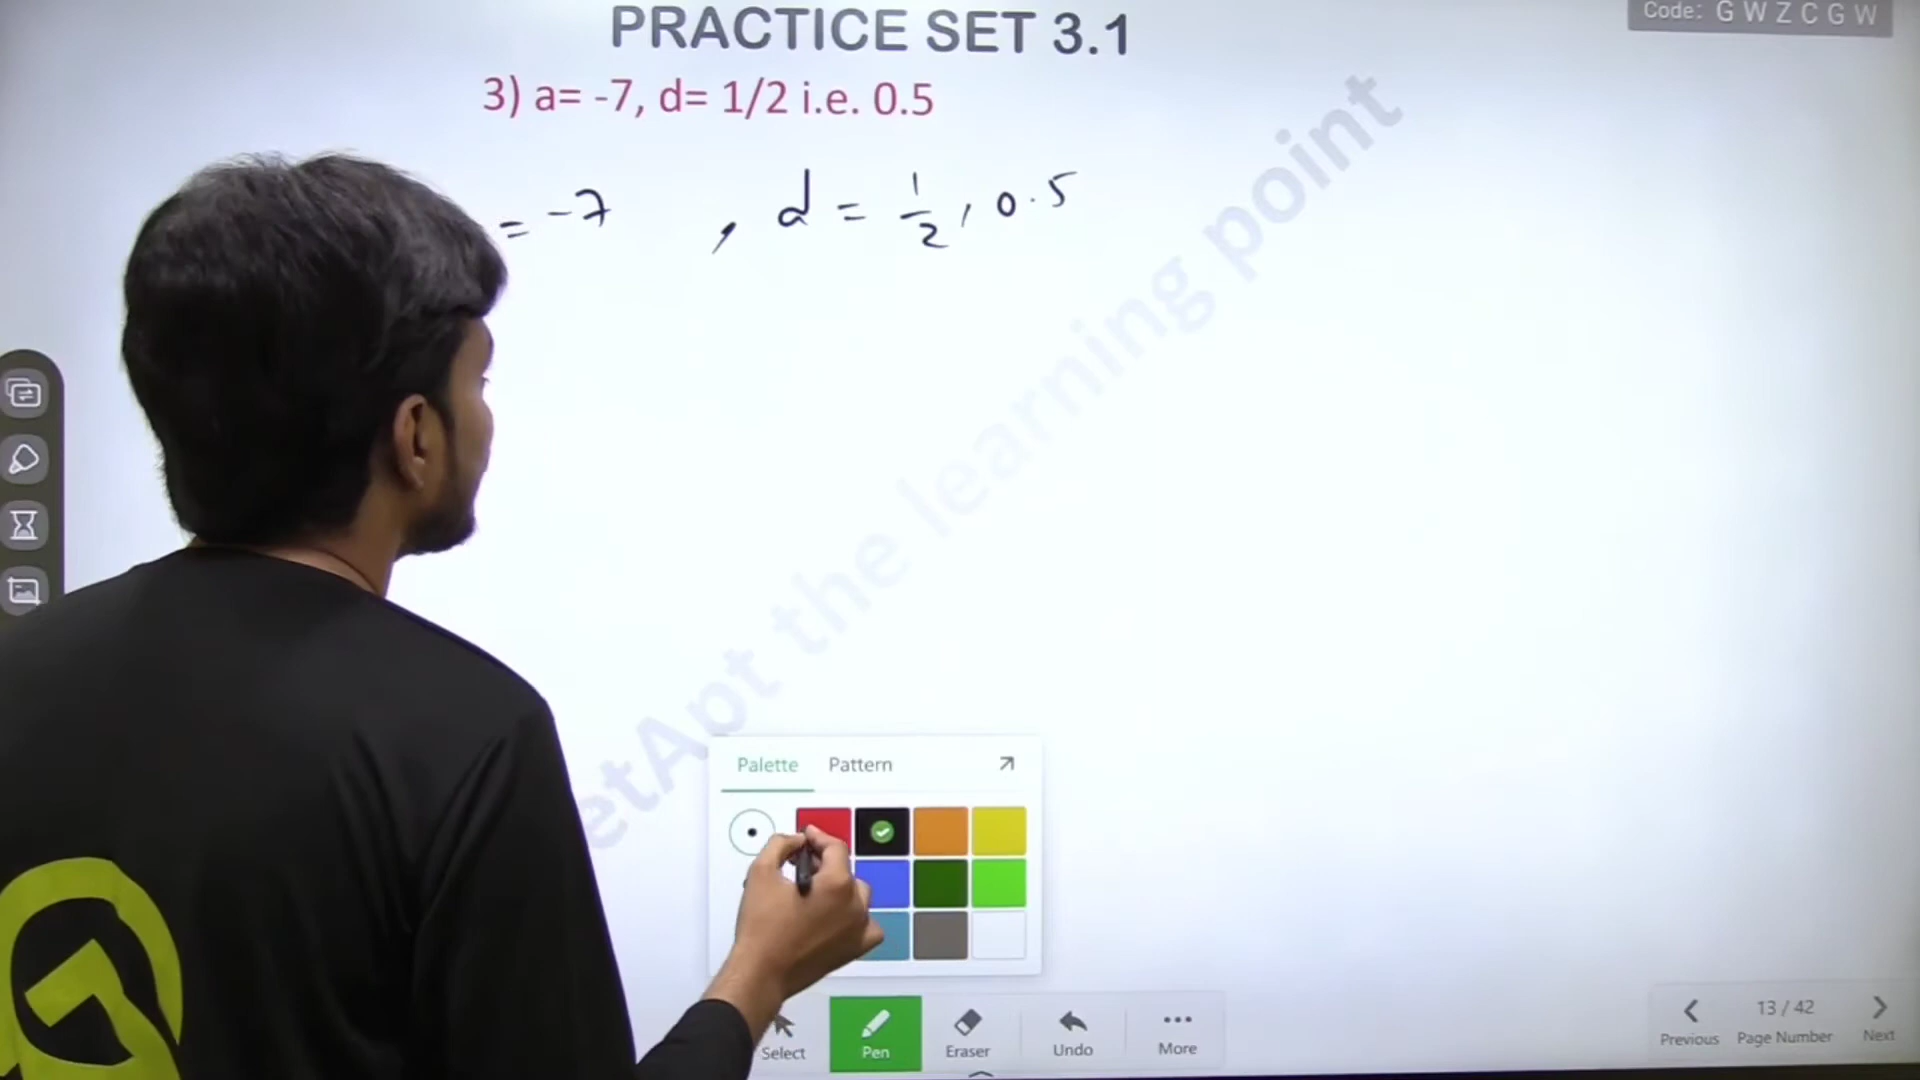 Code: G W Z C G W
PRACTICE SET 3.1
3) a= -7, d= 1/2 i.e. 0.5
= -7 , d = 1/2 , 0.5
etApt the learning point
Palette Pattern
Select Pen Eraser Undo More
Previous 13 / 42 Page Number Next